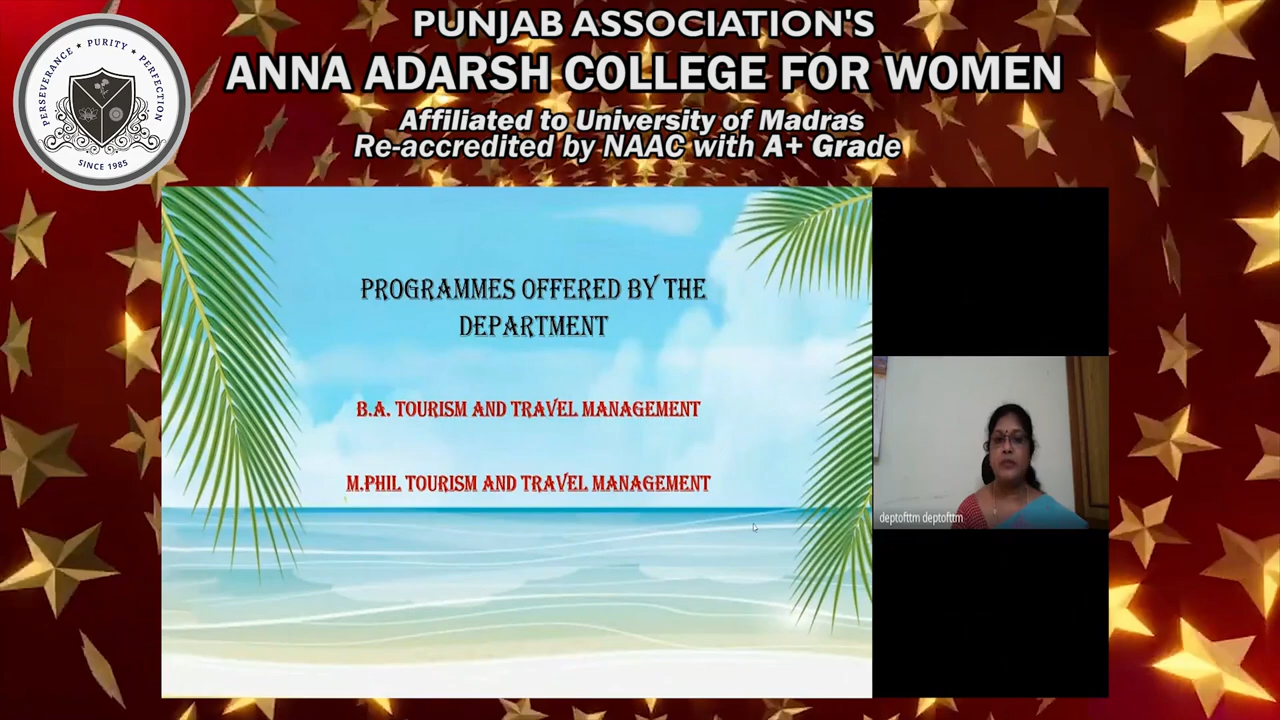 PUNJAB ASSOCIATION'S
ANNA ADARSH COLLEGE FOR WOMEN
Affiliated to University of Madras
Re-accredited by NAAC with A+ Grade
PERSEVERANCE ★ PURITY ★ PERFECTION
SINCE 1985
PROGRAMMES OFFERED BY THE
DEPARTMENT
B.A. TOURISM AND TRAVEL MANAGEMENT
M.PHIL TOURISM AND TRAVEL MANAGEMENT
deptofttm deptofttm